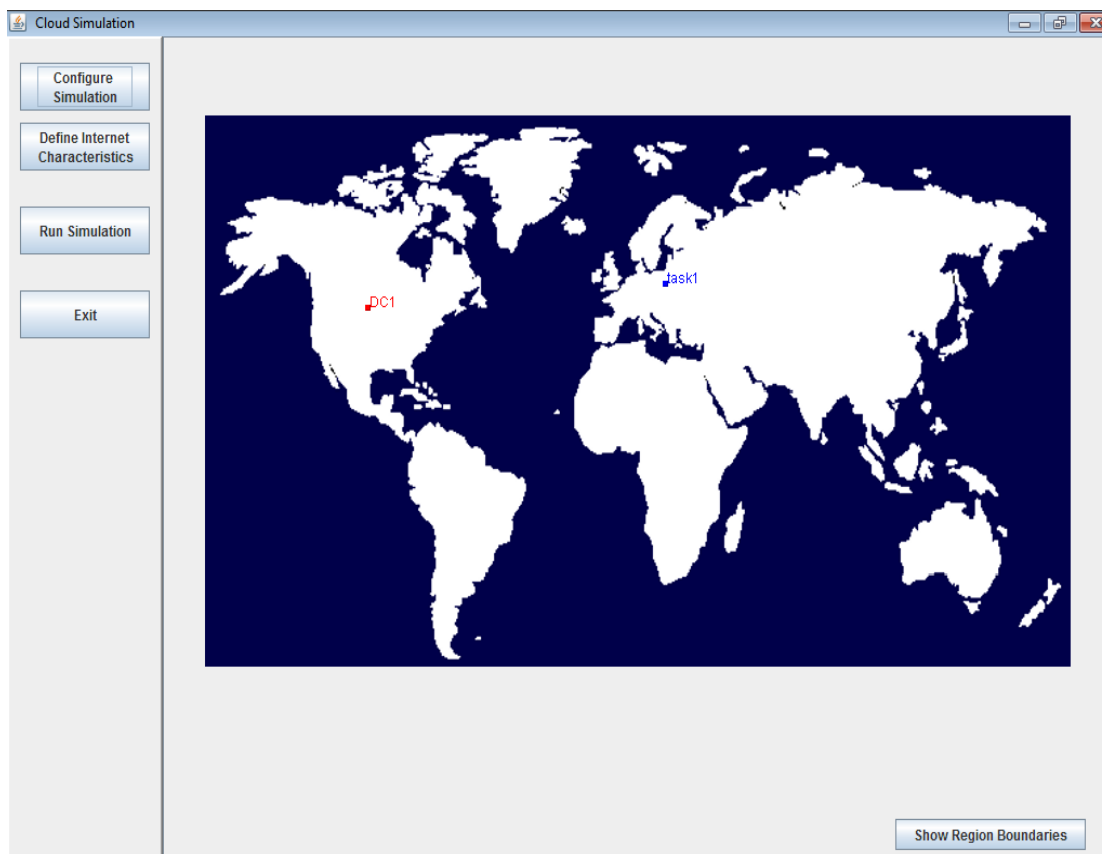 Cloud Simulation
Configure
Simulation
Define Internet
Characteristics
Run Simulation
Exit
DC1
task1
Show Region Boundaries